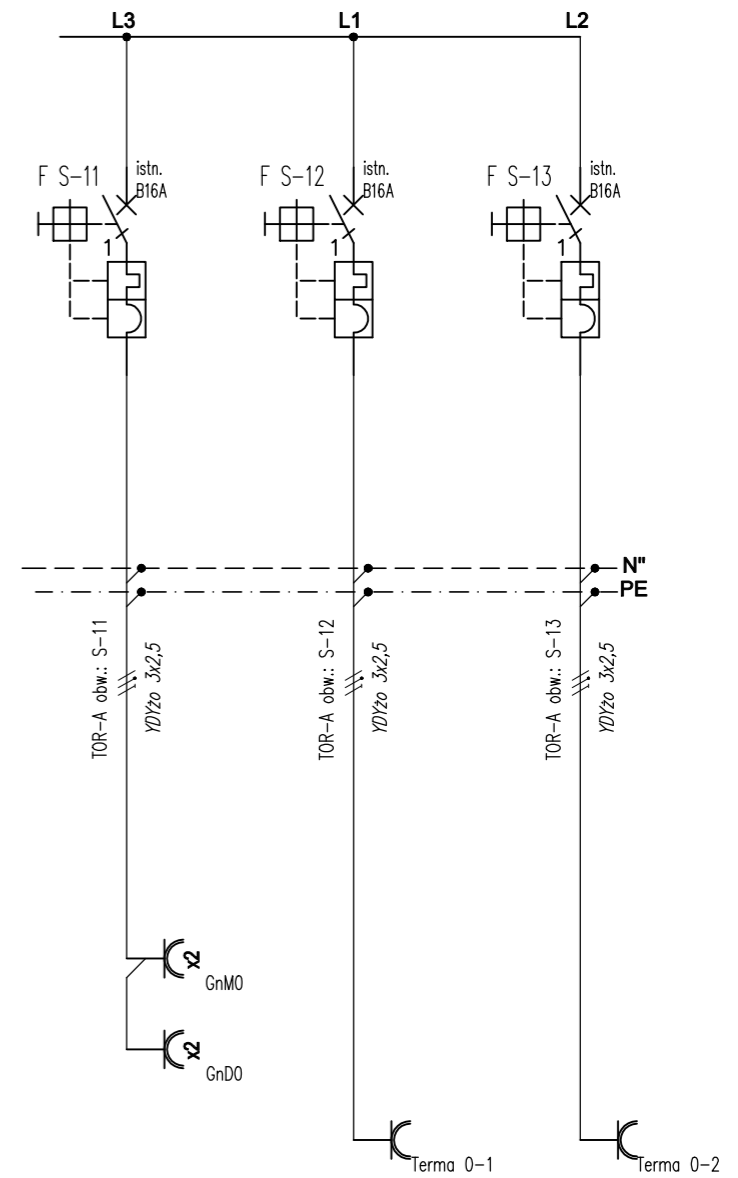 L3 L1 L2
F S-11 istn. B16A
1
F S-12 istn. B16A
1
F S-13 istn. B16A
1
N"
PE
TOR-A obw.: S-11
YDYżo 3x2,5
TOR-A obw.: S-12
YDYżo 3x2,5
TOR-A obw.: S-13
YDYżo 3x2,5
x2
GnM0
x2
GnD0
Terma 0-1
Terma 0-2